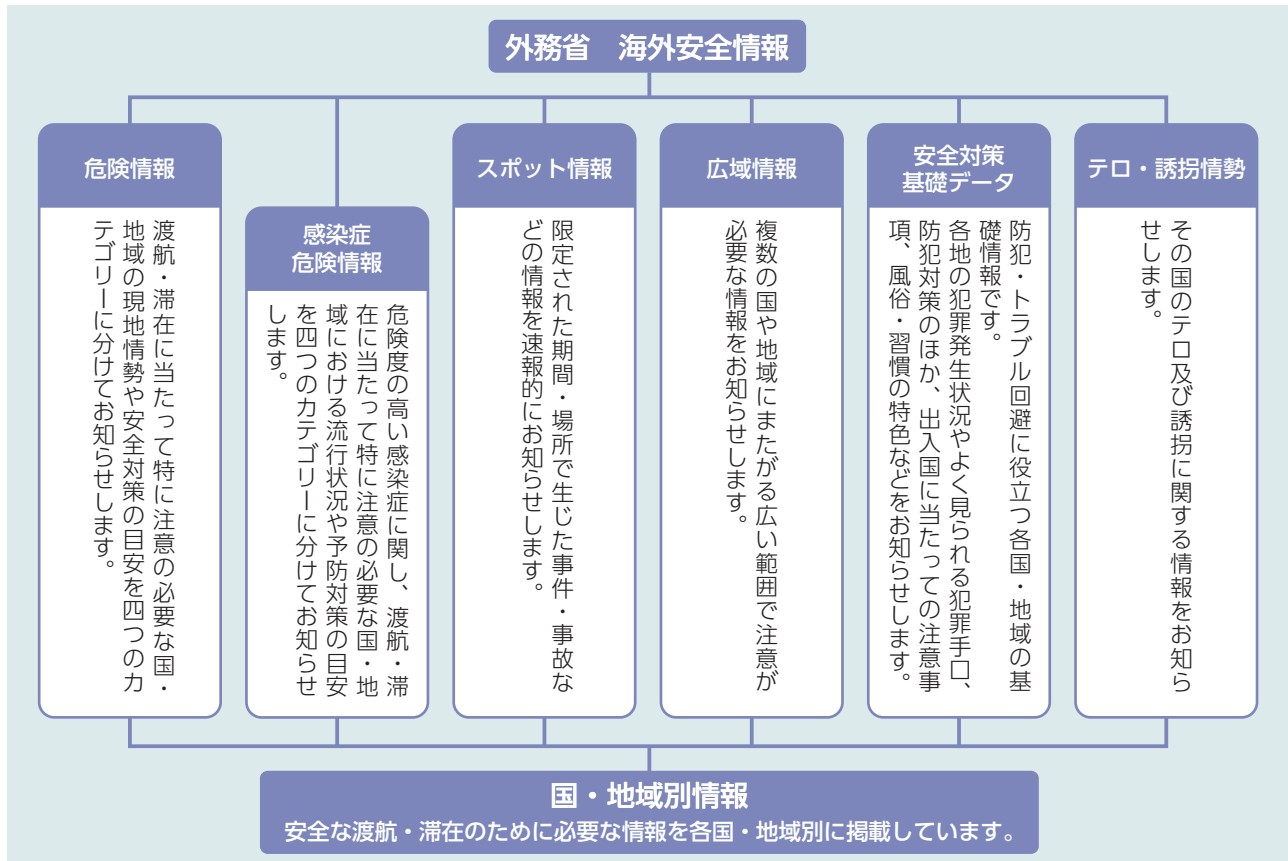 外務省　海外安全情報
危険情報
渡航・滞在に当たって特に注意の必要な国・
地域の現地情勢や安全対策の目安を四つのカ
テゴリーに分けてお知らせします。
感染症
危険情報
危険度の高い感染症に関し、渡航・滞
在に当たって特に注意の必要な国・地
域における流行状況や予防対策の目安
を四つのカテゴリーに分けてお知らせ
します。
スポット情報
限定された期間・場所で生じた事件・事故な
どの情報を速報的にお知らせします。
広域情報
複数の国や地域にまたがる広い範囲で注意が
必要な情報をお知らせします。
安全対策
基礎データ
防犯・トラブル回避に役立つ各国・地域の基
礎情報です。
各地の犯罪発生状況やよく見られる犯罪手口、
防犯対策のほか、出入国に当たっての注意事
項、風俗・習慣の特色などをお知らせします。
テロ・誘拐情勢
その国のテロ及び誘拐に関する情報をお知ら
せします。
国・地域別情報
安全な渡航・滞在のために必要な情報を各国・地域別に掲載しています。